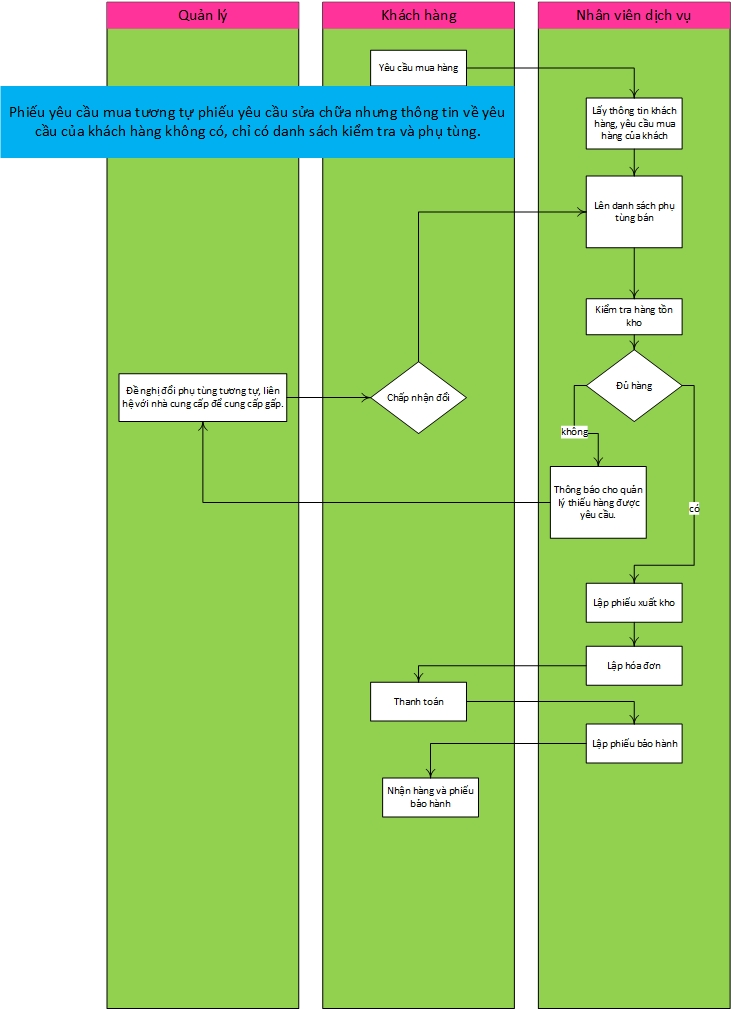 Quản lý
Khách hàng
Nhân viên dịch vụ
Yêu cầu mua hàng
Phiếu yêu cầu mua tương tự phiếu yêu cầu sửa chữa nhưng thông tin về yêu
cầu của khách hàng không có, chỉ có danh sách kiểm tra và phụ tùng.
Lấy thông tin khách
hàng, yêu cầu mua
hàng của khách
Lên danh sách phụ
tùng bán
Kiểm tra hàng tồn
kho
Đủ hàng
Đề nghị đổi phụ tùng tương tự, liên
hệ với nhà cung cấp để cung cấp gấp.
Chấp nhận đổi
không
Thông báo cho quản
lý thiếu hàng được
yêu cầu.
có
Lập phiếu xuất kho
Lập hóa đơn
Thanh toán
Lập phiếu bảo hành
Nhận hàng và phiếu
bảo hành